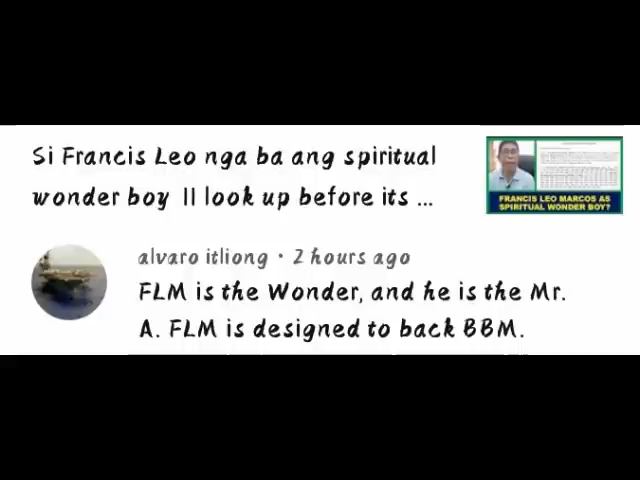 Si Francis Leo nga ba ang spiritual
wonder boy II look up before its ...
FRANCIS LEO MARCOS AS
SPIRITUAL WONDER BOY?
alvaro itliong · 2 hours ago
FLM is the Wonder, and he is the Mr.
A. FLM is designed to back BBM.